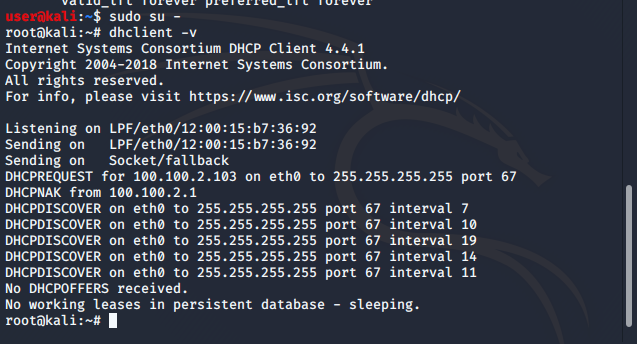 valid_lft forever preferred_lft forever
user@kali:~$ sudo su -
root@kali:~# dhclient -v
Internet Systems Consortium DHCP Client 4.4.1
Copyright 2004-2018 Internet Systems Consortium.
All rights reserved.
For info, please visit https://www.isc.org/software/dhcp/
Listening on LPF/eth0/12:00:15:b7:36:92
Sending on   LPF/eth0/12:00:15:b7:36:92
Sending on   Socket/fallback
DHCPREQUEST for 100.100.2.103 on eth0 to 255.255.255.255 port 67
DHCPNAK from 100.100.2.1
DHCPDISCOVER on eth0 to 255.255.255.255 port 67 interval 7
DHCPDISCOVER on eth0 to 255.255.255.255 port 67 interval 10
DHCPDISCOVER on eth0 to 255.255.255.255 port 67 interval 19
DHCPDISCOVER on eth0 to 255.255.255.255 port 67 interval 14
DHCPDISCOVER on eth0 to 255.255.255.255 port 67 interval 11
No DHCPOFFERS received.
No working leases in persistent database - sleeping.
root@kali:~#